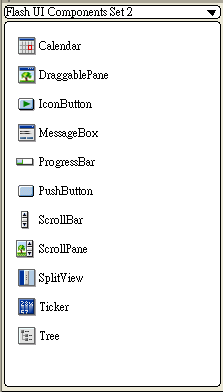 Flash UI Components Set 2
Calendar
DraggablePane
IconButton
MessageBox
ProgressBar
PushButton
ScrollBar
ScrollPane
SplitView
Ticker
Tree